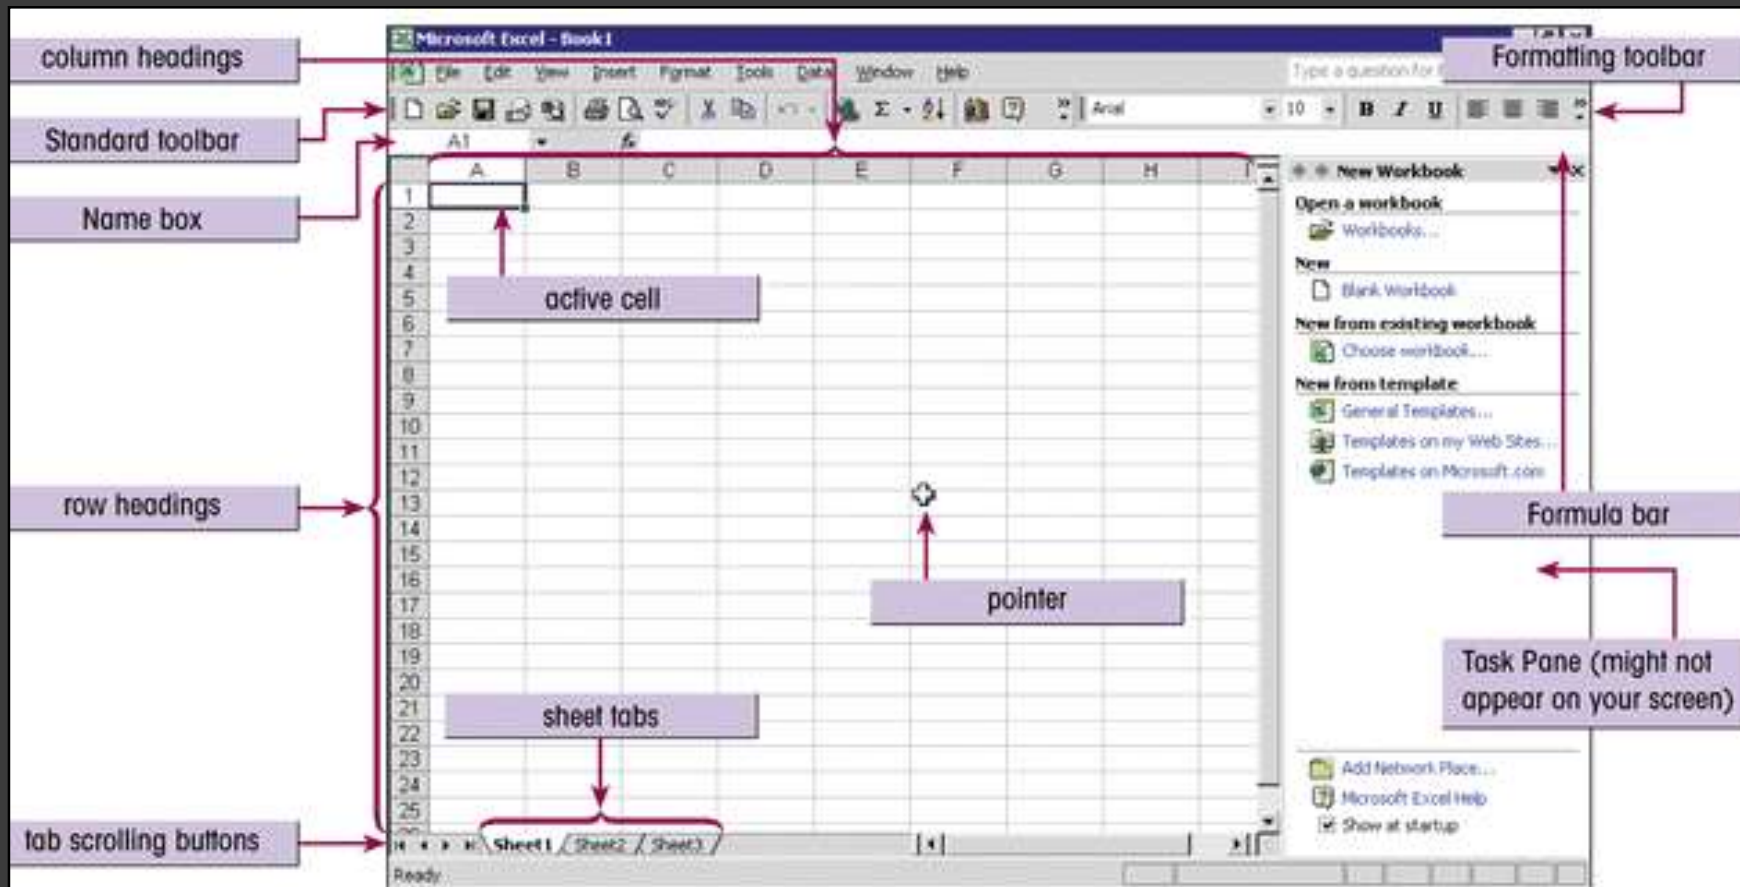 Microsoft Excel - Book1
column headings
Formatting toolbar
File Edit View Insert Format Tools Data Window Help
Type a question for
Standard toolbar
Arial 10 B I U
A1 fx
A B C D E F G H I
New Workbook
Name box
Open a workbook
Workbooks...
New
Blank Workbook
New from existing workbook
Choose workbook...
New from template
General Templates...
Templates on my Web Sites...
Templates on Microsoft.com
1
2
3
4
5
6
7
8
9
10
11
12
13
14
15
16
17
18
19
20
21
22
23
24
25
active cell
row headings
Formula bar
pointer
Task Pane (might not
appear on your screen)
sheet tabs
Add Network Place...
Microsoft Excel Help
Show at startup
tab scrolling buttons
Sheet1 Sheet2 Sheet3
Ready